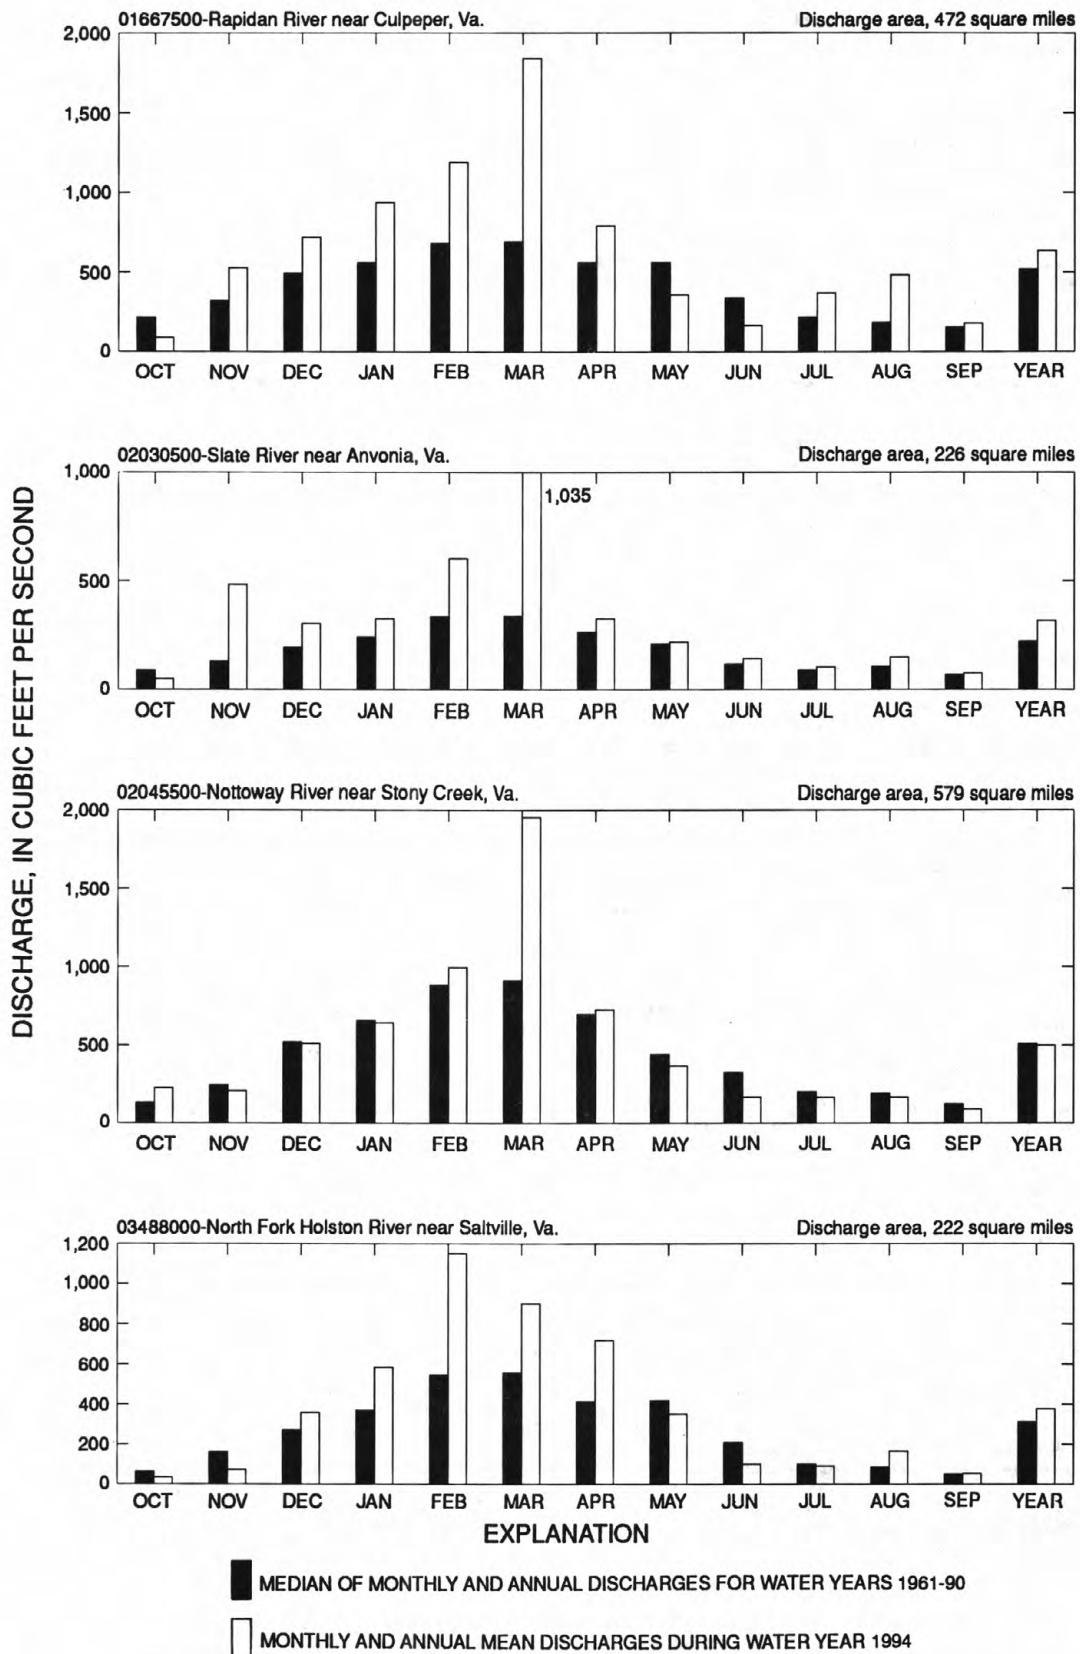 01667500-Rapidan River near Culpeper, Va. Discharge area, 472 square miles
2,000
1,500
1,000
500
0
OCT NOV DEC JAN FEB MAR APR MAY JUN JUL AUG SEP YEAR
02030500-Slate River near Anvonia, Va. Discharge area, 226 square miles
1,000
1,035
500
0
OCT NOV DEC JAN FEB MAR APR MAY JUN JUL AUG SEP YEAR
DISCHARGE, IN CUBIC FEET PER SECOND
02045500-Nottoway River near Stony Creek, Va. Discharge area, 579 square miles
2,000
1,500
1,000
500
0
OCT NOV DEC JAN FEB MAR APR MAY JUN JUL AUG SEP YEAR
03488000-North Fork Holston River near Saltville, Va. Discharge area, 222 square miles
1,200
1,000
800
600
400
200
0
OCT NOV DEC JAN FEB MAR APR MAY JUN JUL AUG SEP YEAR
EXPLANATION
MEDIAN OF MONTHLY AND ANNUAL DISCHARGES FOR WATER YEARS 1961-90
MONTHLY AND ANNUAL MEAN DISCHARGES DURING WATER YEAR 1994